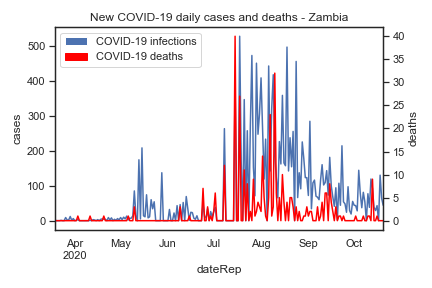 New COVID-19 daily cases and deaths - Zambia
COVID-19 infections
COVID-19 deaths
cases
500
400
300
200
100
0
deaths
40
35
30
25
20
15
10
5
0
Apr May Jun Jul Aug Sep Oct
2020
dateRep